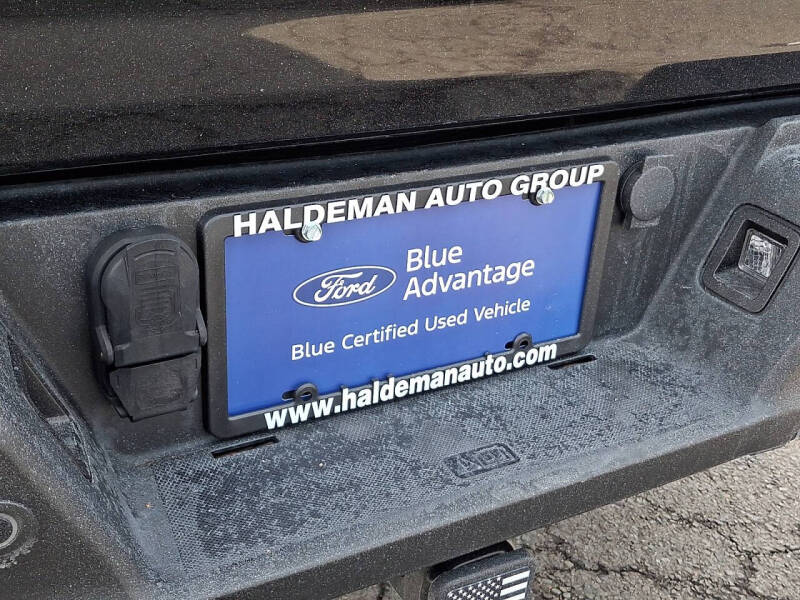 HALDEMAN AUTO GROUP
Ford
Blue
Advantage
Blue Certified Used Vehicle
www.haldemanauto.com